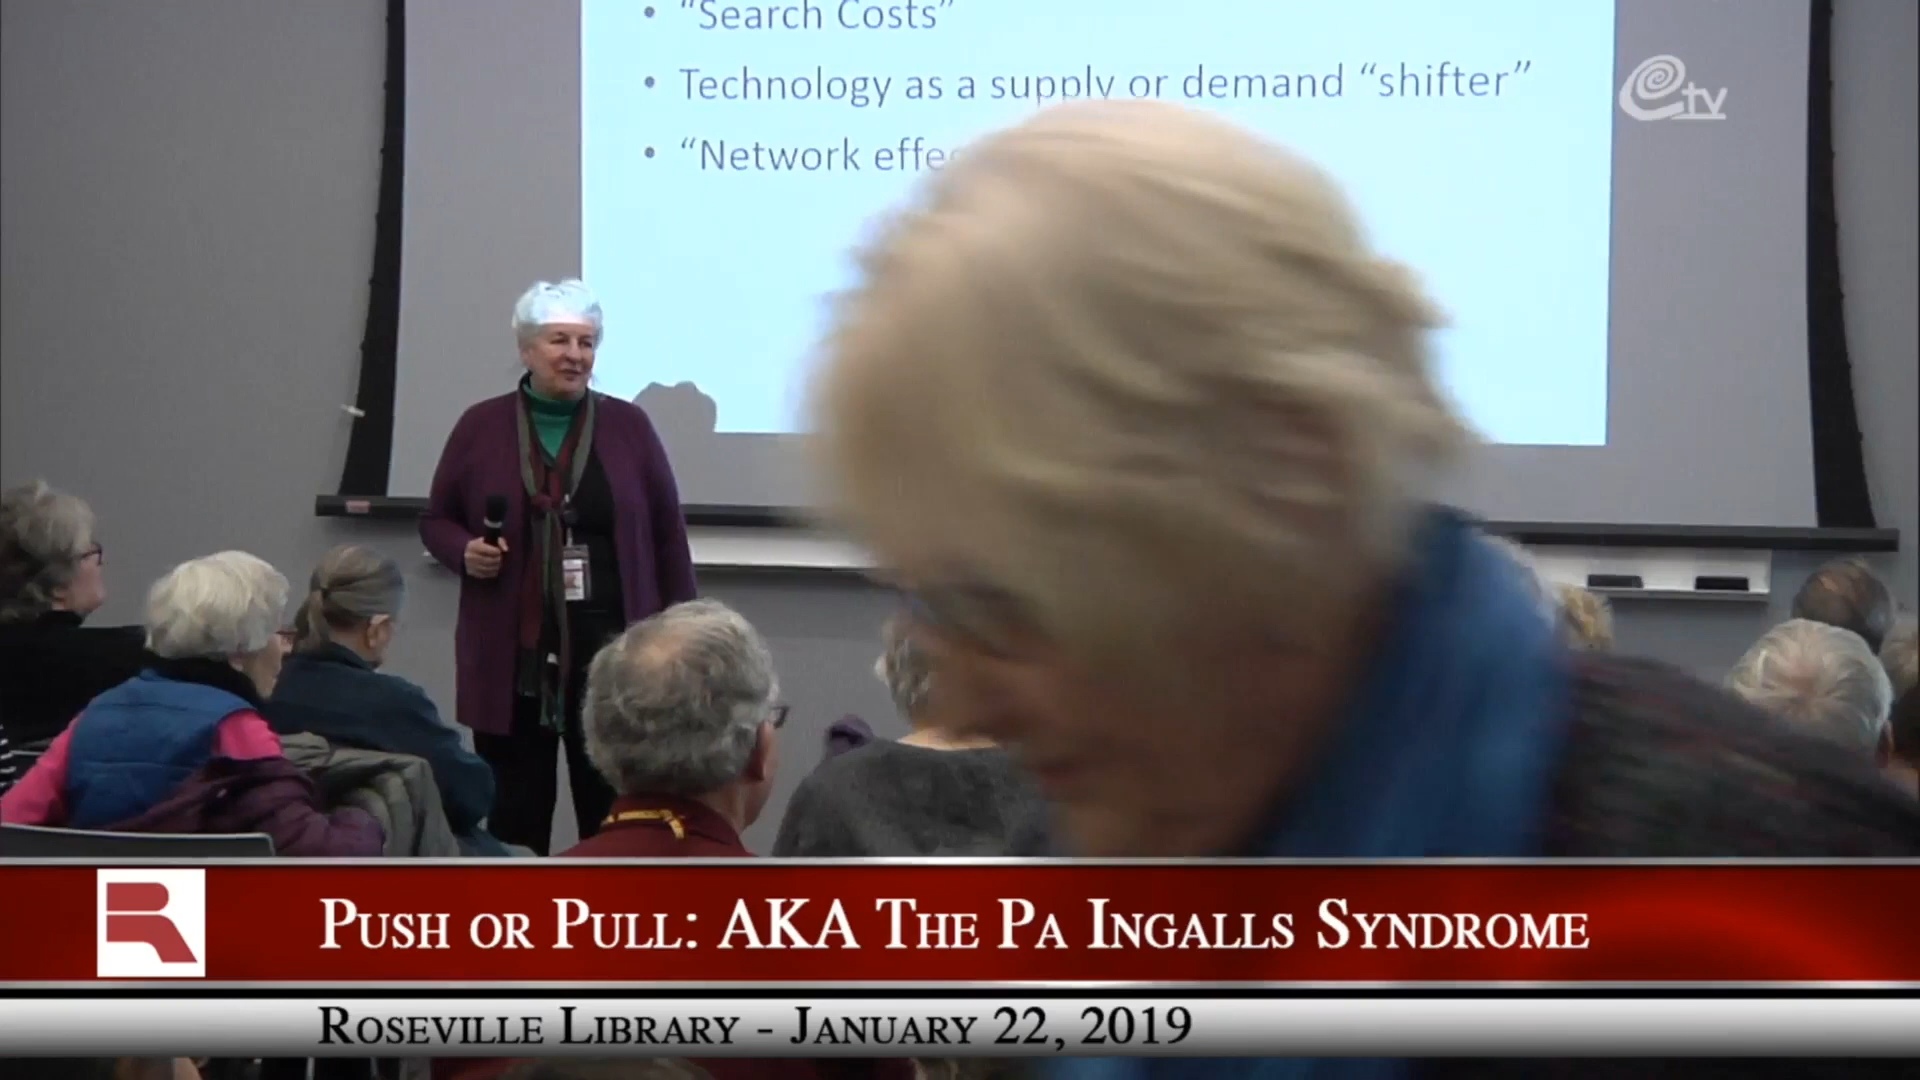 • “Search Costs”
• Technology as a supply or demand “shifter”
• “Network
etv
PUSH OR PULL: AKA THE PA INGALLS SYNDROME
ROSEVILLE LIBRARY - JANUARY 22, 2019